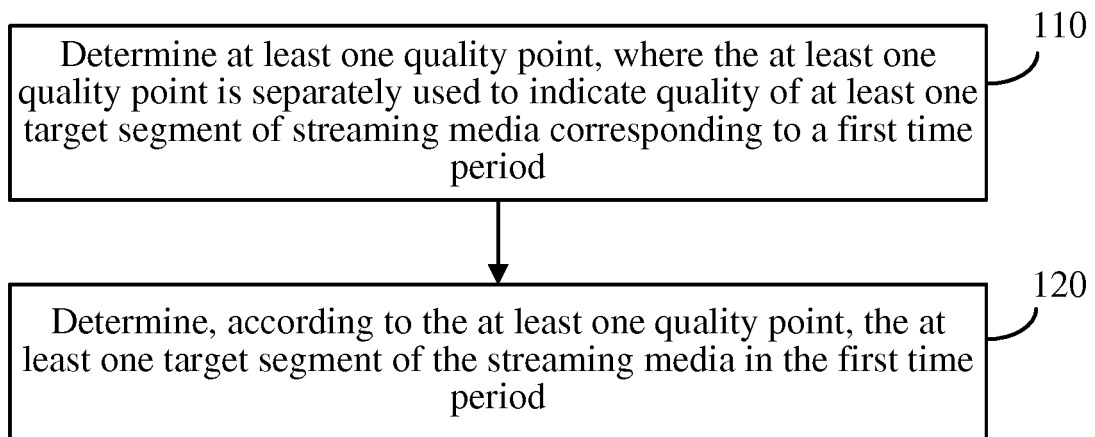 110
Determine at least one quality point, where the at least one
quality point is separately used to indicate quality of at least one
target segment of streaming media corresponding to a first time
period
120
Determine, according to the at least one quality point, the at
least one target segment of the streaming media in the first time
period